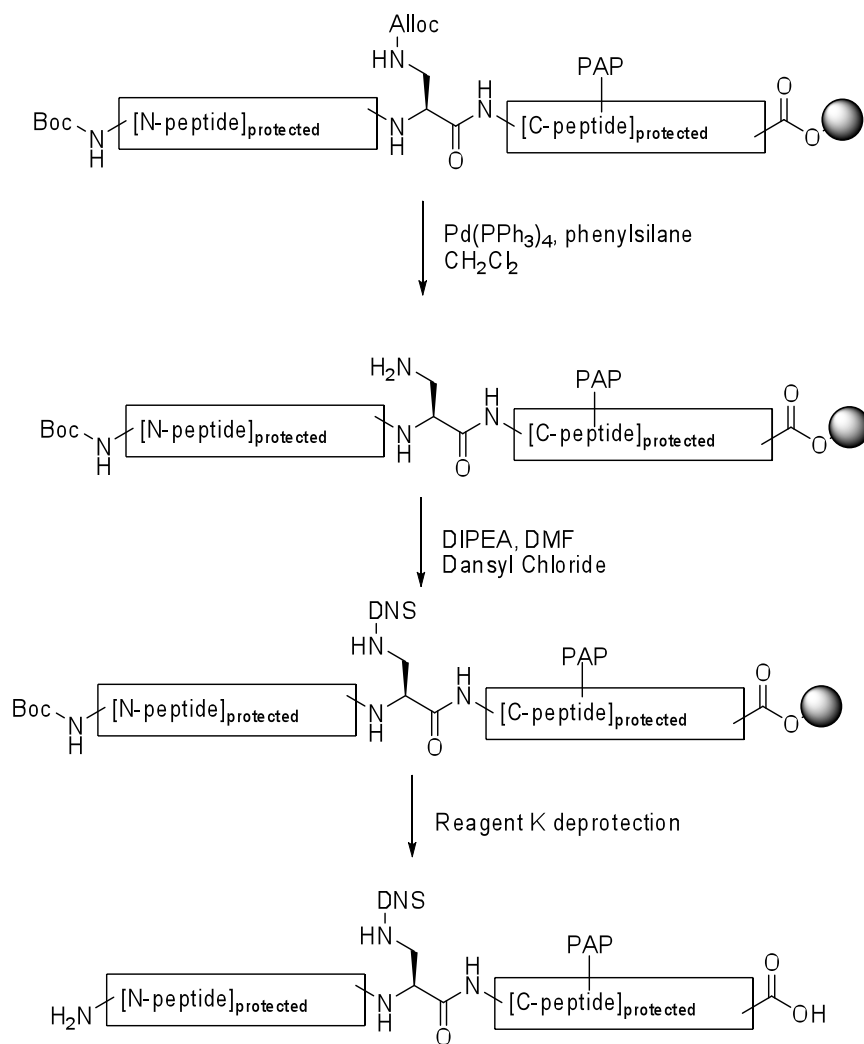 Alloc
HN
PAP
O
Boc
N
H
[N-peptide]protected
N
H
O
H
N
[C-peptide]protected
O
Pd(PPh3)4, phenylsilane
CH2Cl2
H2N
PAP
O
Boc
N
H
[N-peptide]protected
N
H
O
H
N
[C-peptide]protected
O
DIPEA, DMF
Dansyl Chloride
DNS
HN
PAP
O
Boc
N
H
[N-peptide]protected
N
H
O
H
N
[C-peptide]protected
O
Reagent K deprotection
DNS
HN
PAP
O
H2N
[N-peptide]protected
N
H
O
H
N
[C-peptide]protected
OH